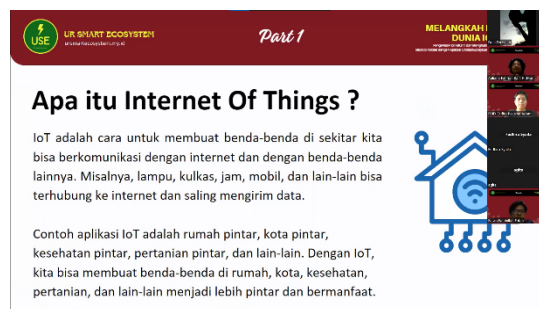 USE
UR SMART ECOSYSTEM
ursmartecosystem.my.id
Part 1
MELANGKAH
DUNIA
Apa itu Internet Of Things ?
IoT adalah cara untuk membuat benda-benda di sekitar kita
bisa berkomunikasi dengan internet dan dengan benda-benda
lainnya. Misalnya, lampu, kulkas, jam, mobil, dan lain-lain bisa
terhubung ke internet dan saling mengirim data.
Contoh aplikasi IoT adalah rumah pintar, kota pintar,
kesehatan pintar, pertanian pintar, dan lain-lain. Dengan IoT,
kita bisa membuat benda-benda di rumah, kota, kesehatan,
pertanian, dan lain-lain menjadi lebih pintar dan bermanfaat.